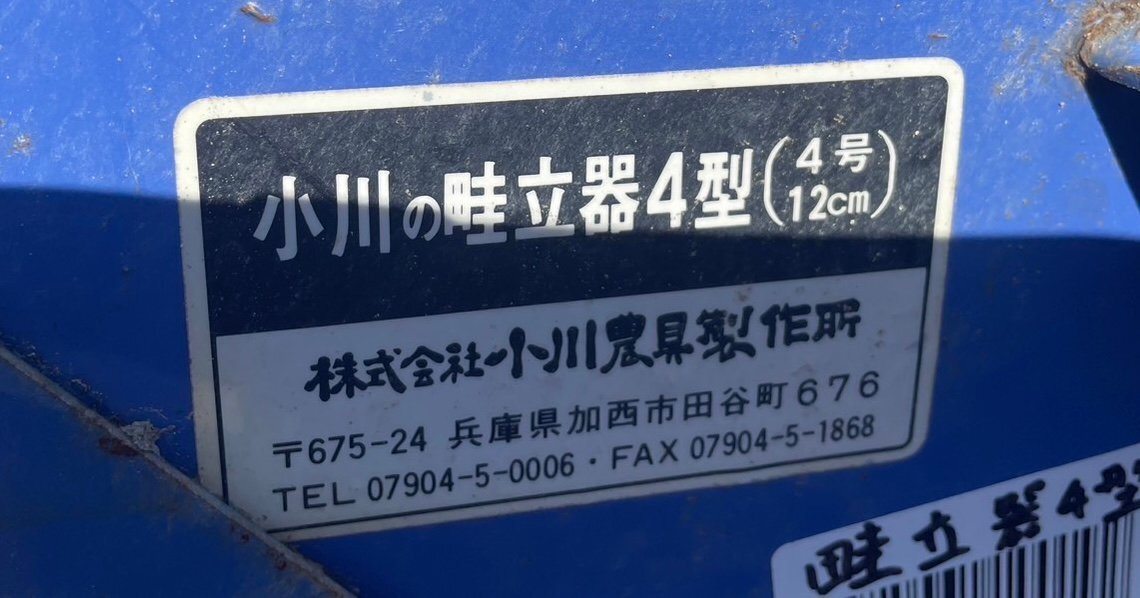 小川の畦立器4型(4号
12cm)
株式会社小川農具製作所
〒675-24 兵庫県加西市田谷町676
TEL 07904-5-0006・FAX 07904-5-1868
畦立器4型